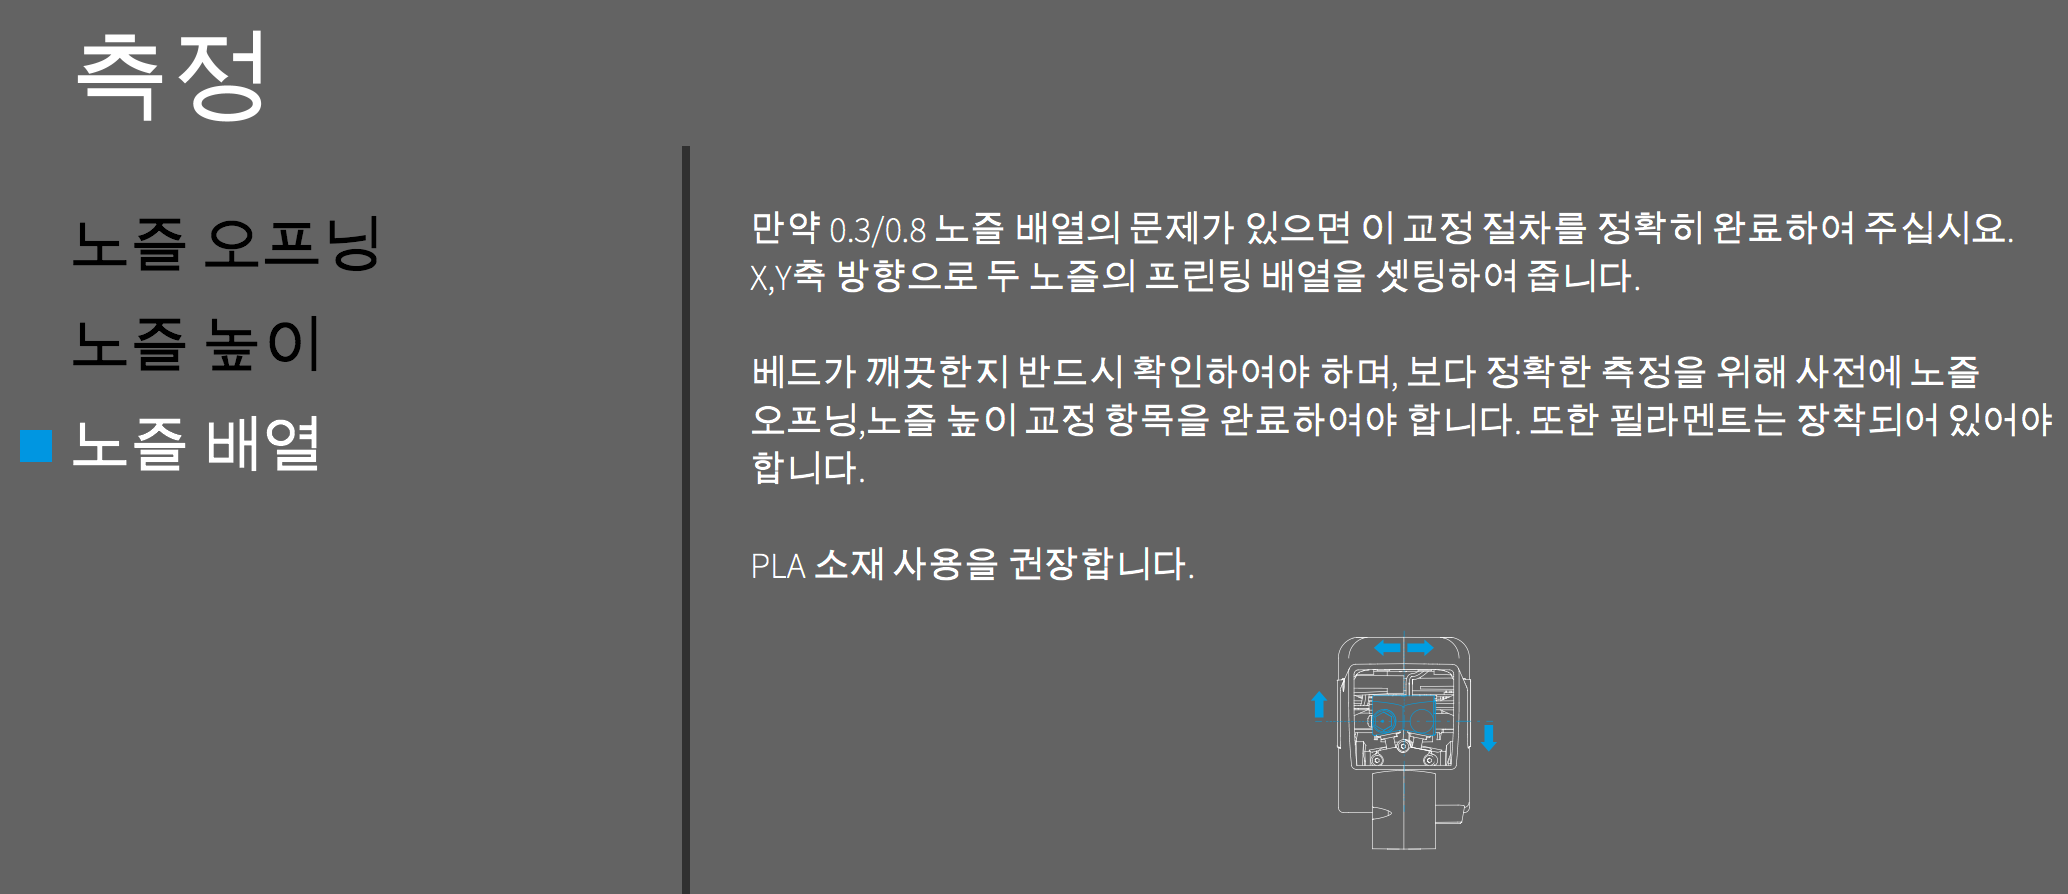 측정
노즐 오프닝
노즐 높이
노즐 배열
만약 0.3/0.8 노즐 배열의 문제가 있으면 이 교정 절차를 정확히 완료하여 주십시요.
X,Y축 방향으로 두 노즐의 프린팅 배열을 셋팅하여 줍니다.
베드가 깨끗한지 반드시 확인하여야 하며, 보다 정확한 측정을 위해 사전에 노즐
오프닝,노즐 높이 교정 항목을 완료하여야 합니다. 또한 필라멘트는 장착되어 있어야
합니다.
PLA 소재 사용을 권장합니다.